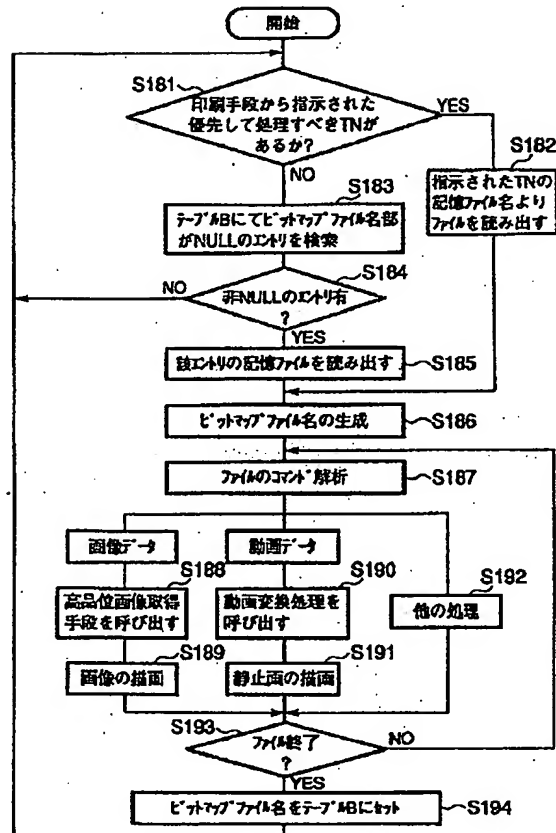 開始
S181
印刷手段から指示された
優先して処理すべきTNが
あるか?
YES
NO
S182
指示されたTNの
記憶ファイル名より
ファイルを読み出す
S183
テーブルBにてビットマップファイル名部
がNULLのエントリを検索
S184
NO
非NULLのエントリ有
?
YES
該エントリの記憶ファイルを読み出す
S185
ビットマップファイル名の生成
S186
ファイルのコマンド解析
S187
画像データ
動画データ
S188
S190
S192
高品位画像取得
手段を呼び出す
動画変換処理を
呼び出す
他の処理
S189
S191
画像の描画
静止画の描画
S193
ファイル終了
?
NO
YES
ビットマップファイル名をテーブルBにセット
S194